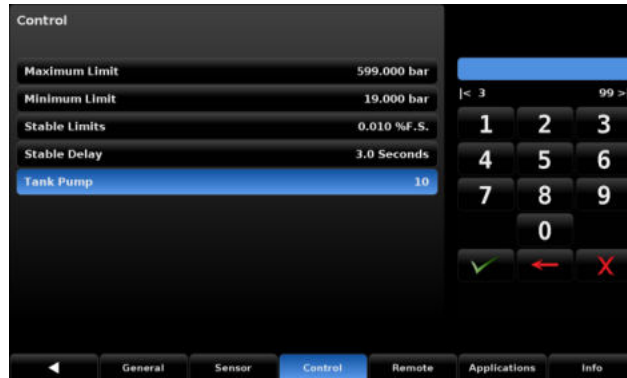 Control
Maximum Limit 599.000 bar
Minimum Limit 19.000 bar
Stable Limits 0.010 %F.S.
Stable Delay 3.0 Seconds
Tank Pump 10
|< 3 99 >
1 2 3
4 5 6
7 8 9
0
X
General Sensor Control Remote Applications Info